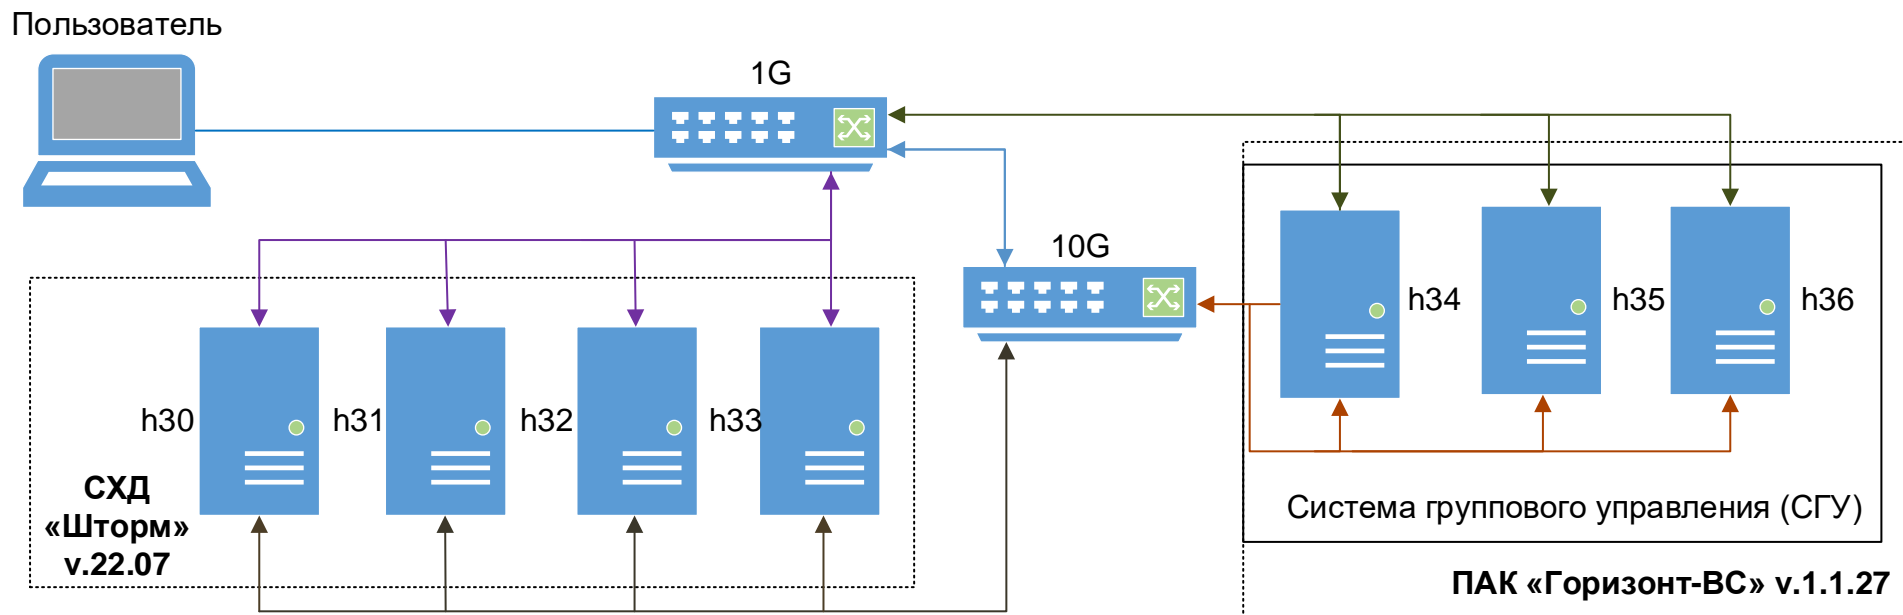 Пользователь
1G
10G
h34
h35
h36
h30
h31
h32
h33
СХД
«Шторм»
v.22.07
Система группового управления (СГУ)
ПАК «Горизонт-ВС» v.1.1.27